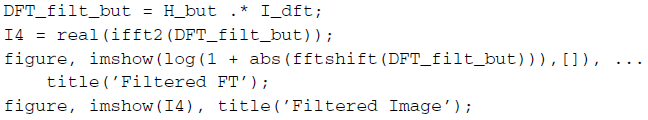 DFT_filt_but = H_but .* I_dft;
I4 = real(ifft2(DFT_filt_but));
figure, imshow(log(1 + abs(fftshift(DFT_filt_but))),[]), ...
title('Filtered FT');
figure, imshow(I4), title('Filtered Image');